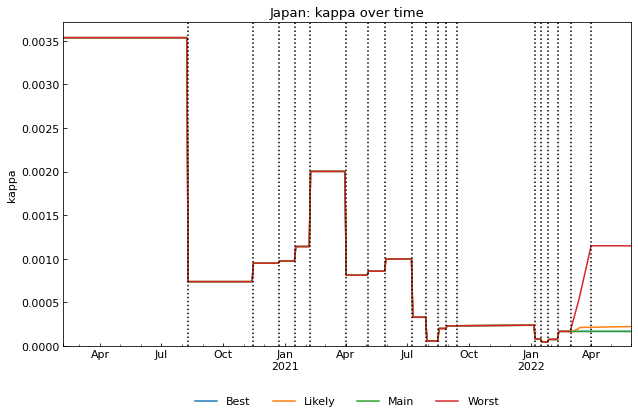 Japan: kappa over time
kappa
0.0035
0.0030
0.0025
0.0020
0.0015
0.0010
0.0005
0.0000
Apr Jul Oct Jan Apr Jul Oct Jan Apr
2021 2022
Best Likely Main Worst